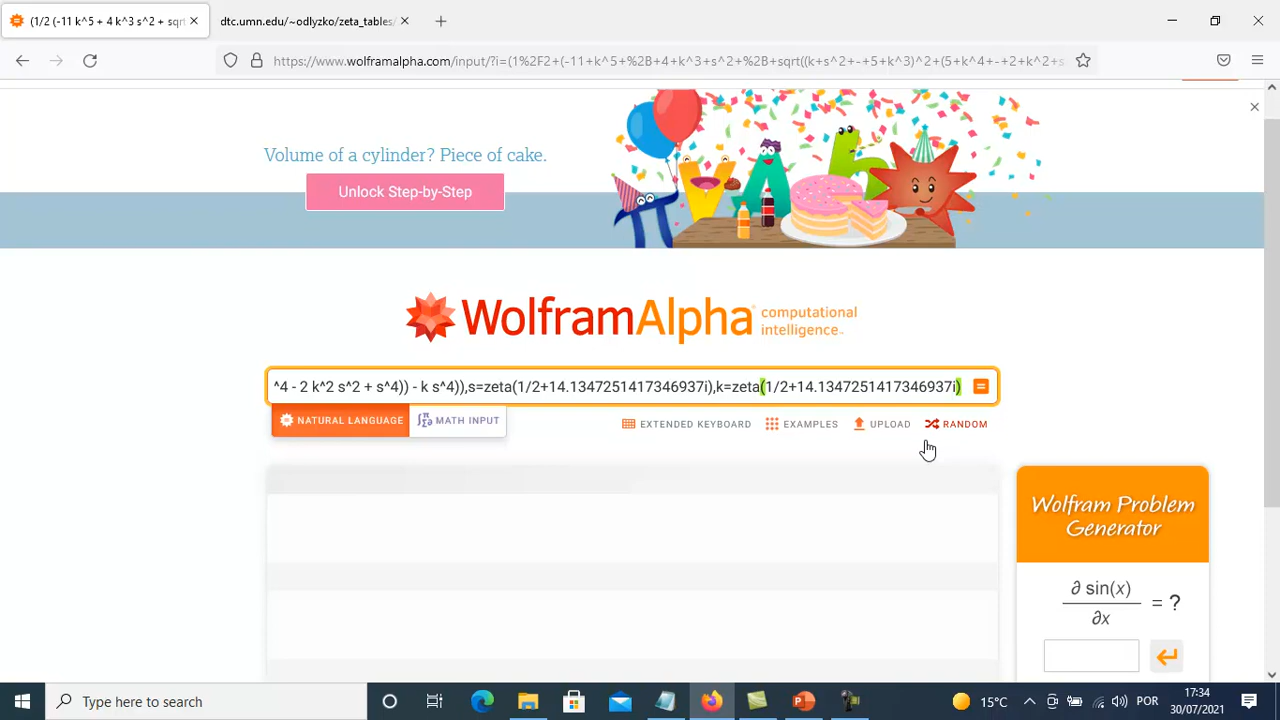 (1/2 (-11 k^5 + 4 k^3 s^2 + sqrt
dtc.umn.edu/~odlyzko/zeta_tables/
https://www.wolframalpha.com/input/?i=(1%2F2+(-11+k^5+%2B+4+k^3+s^2+%2B+sqrt((k+s^2+-+5+k^3)^2+(5+k^4+-+2+k^2+s
Volume of a cylinder? Piece of cake.
Unlock Step-by-Step
WolframAlpha computational intelligence™
^4 - 2 k^2 s^2 + s^4)) - k s^4)),s=zeta(1/2+14.1347251417346937i),k=zeta(1/2+14.1347251417346937i)
NATURAL LANGUAGE MATH INPUT EXTENDED KEYBOARD EXAMPLES UPLOAD RANDOM
Wolfram Problem
Generator
∂ sin(x)
∂x
= ?
Type here to search
15°C
POR
17:34
30/07/2021